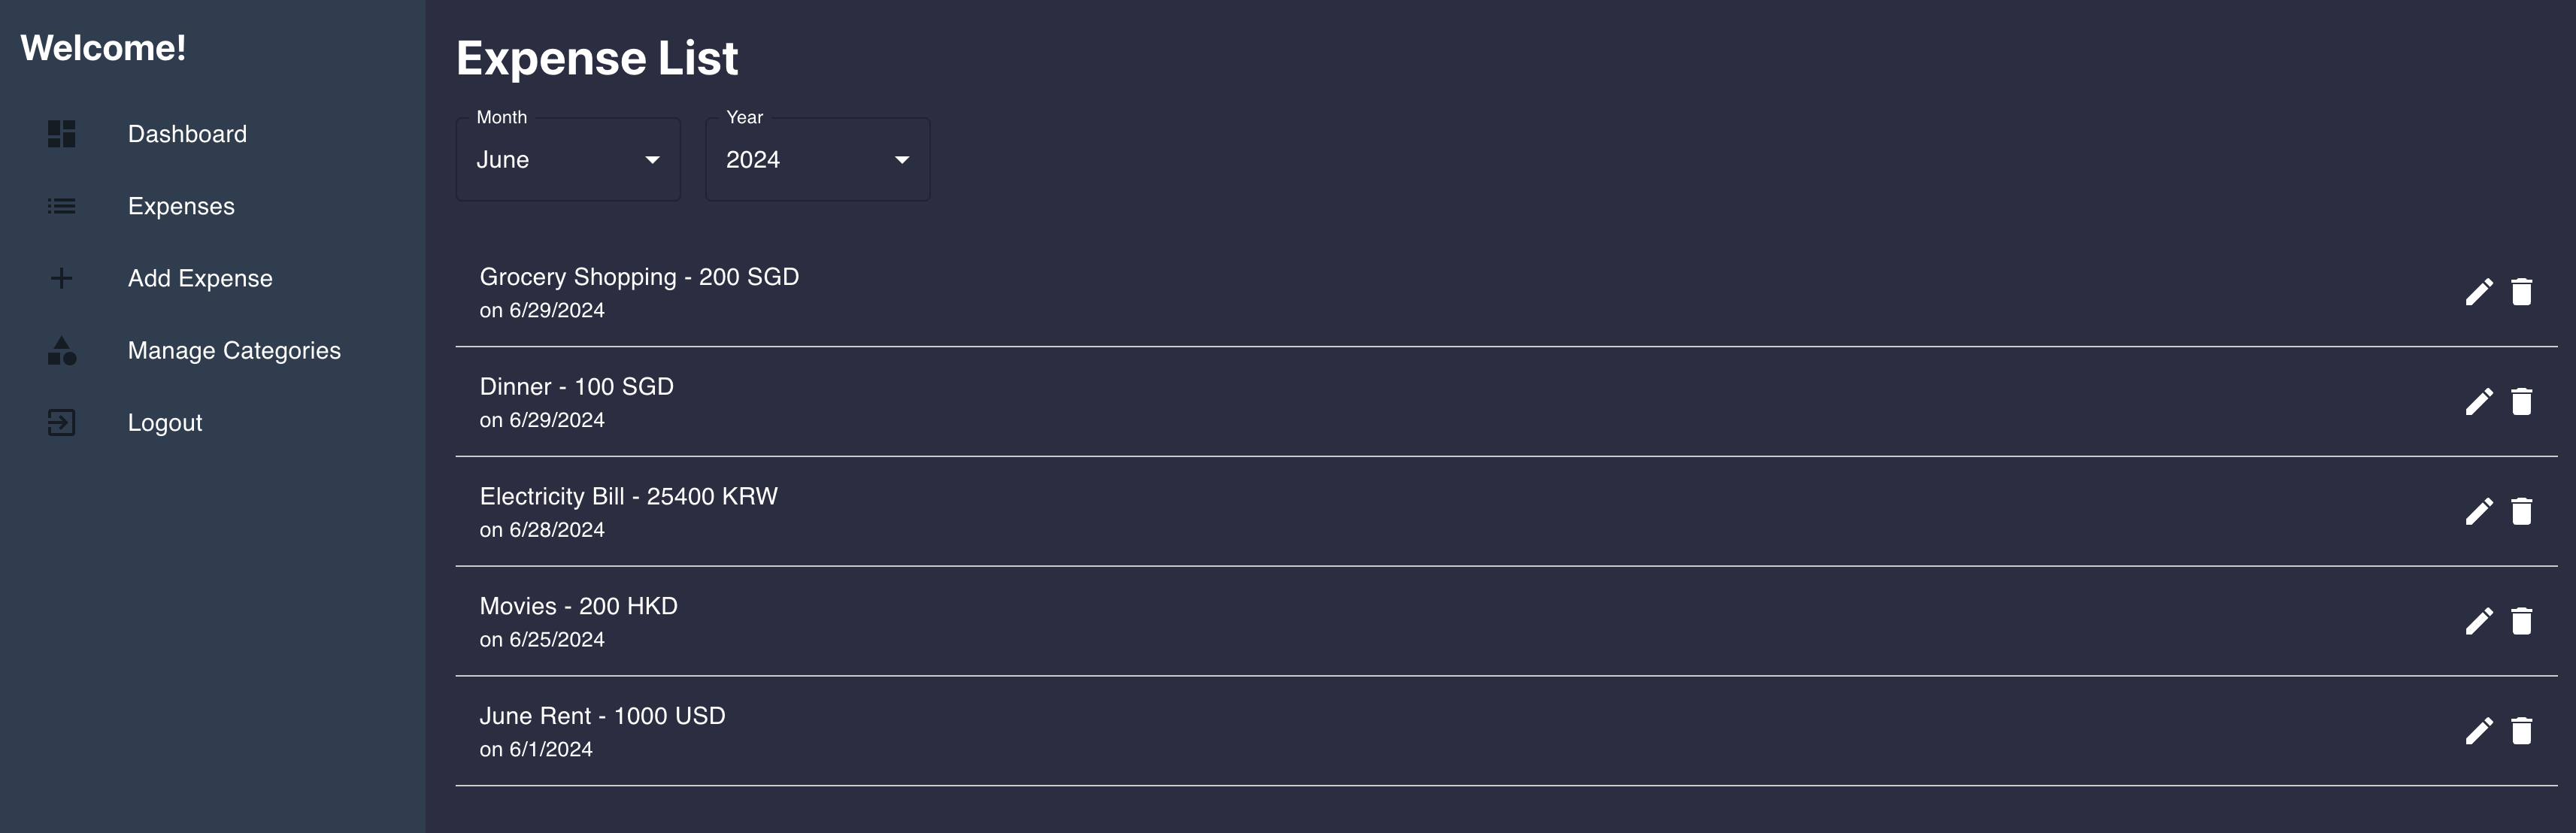 Welcome!
Dashboard
Expenses
Add Expense
Manage Categories
Logout
Expense List
Month
June
Year
2024
Grocery Shopping - 200 SGD
on 6/29/2024
Dinner - 100 SGD
on 6/29/2024
Electricity Bill - 25400 KRW
on 6/28/2024
Movies - 200 HKD
on 6/25/2024
June Rent - 1000 USD
on 6/1/2024